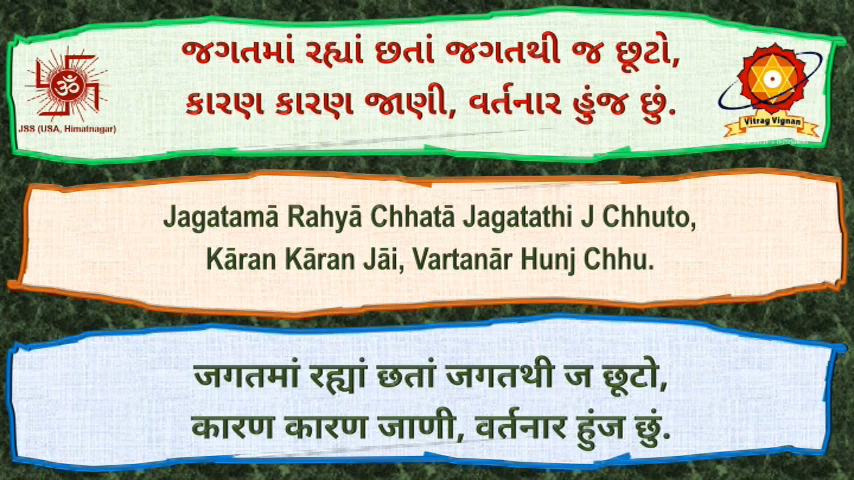 જગતમાં રહ્યાં છતાં જગતથી જ છૂટો,
કારણ કારણ જાણી, વર્તનાર હુંજ છું.
JSS (USA, Himatnagar)
Vitrag Vignan
Jagatamā Rahyā Chhatā Jagatathi J Chhuto,
Kāran Kāran Jāi, Vartanār Hunj Chhu.
जगतमां रह्यां छतां जगतथी ज छूटो,
कारण कारण जाणी, वर्तनार हुंज छुं.